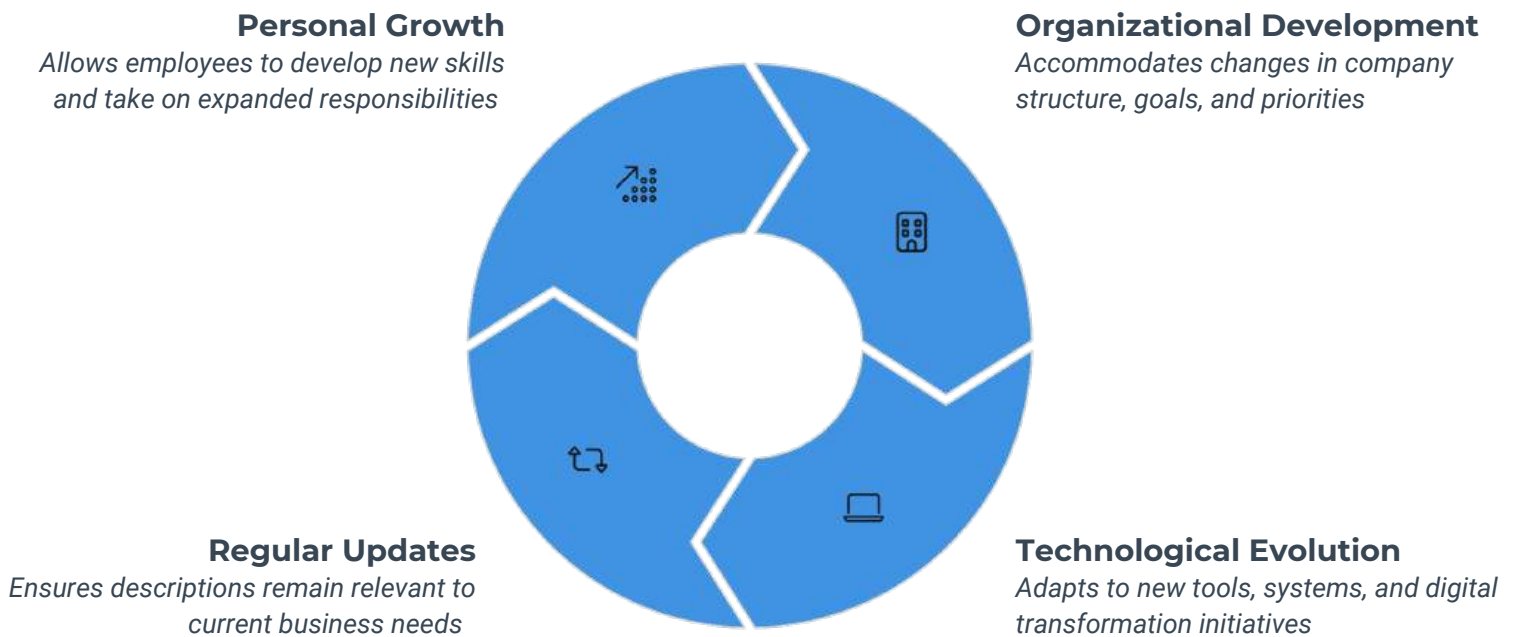 Personal Growth
Allows employees to develop new skills
and take on expanded responsibilities
Organizational Development
Accommodates changes in company
structure, goals, and priorities
Regular Updates
Ensures descriptions remain relevant to
current business needs
Technological Evolution
Adapts to new tools, systems, and digital
transformation initiatives